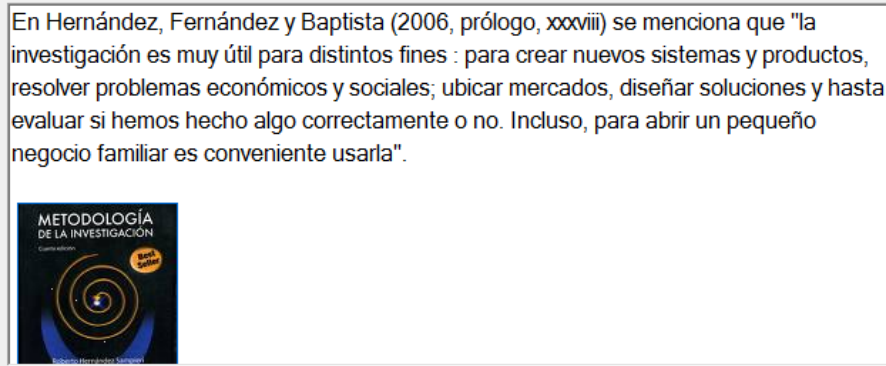 En Hernández, Fernández y Baptista (2006, prólogo, xxxviii) se menciona que "la
investigación es muy útil para distintos fines : para crear nuevos sistemas y productos,
resolver problemas económicos y sociales; ubicar mercados, diseñar soluciones y hasta
evaluar si hemos hecho algo correctamente o no. Incluso, para abrir un pequeño
negocio familiar es conveniente usarla".
METODOLOGÍA
DE LA INVESTIGACIÓN
Cuarta edición
Best
Seller
Roberto Hernández Sampieri